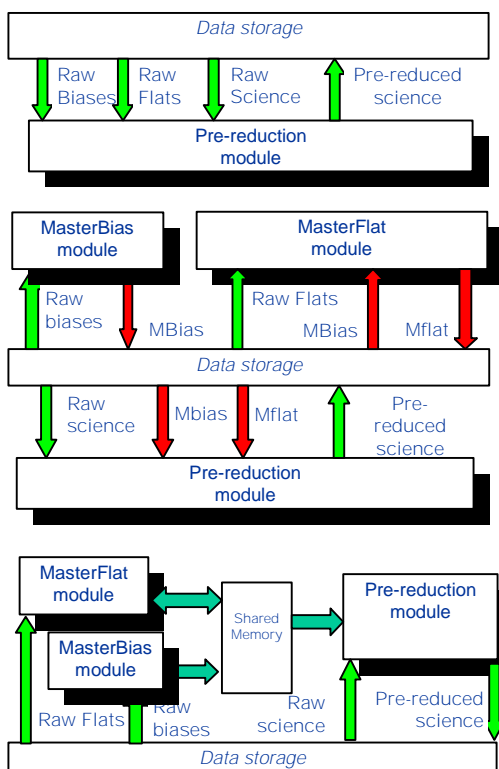 Data storage
Raw
Biases
Raw
Flats
Raw
Science
Pre-reduced
science
Pre-reduction
module
MasterBias
module
MasterFlat
module
Raw
biases
MBias
Raw Flats
MBias
Mflat
Data storage
Raw
science
Mbias
Mflat
Pre-
reduced
science
Pre-reduction
module
MasterFlat
module
Shared
Memory
Pre-reduction
module
MasterBias
module
Raw Flats
Raw
biases
Raw
science
Pre-reduced
science
Data storage